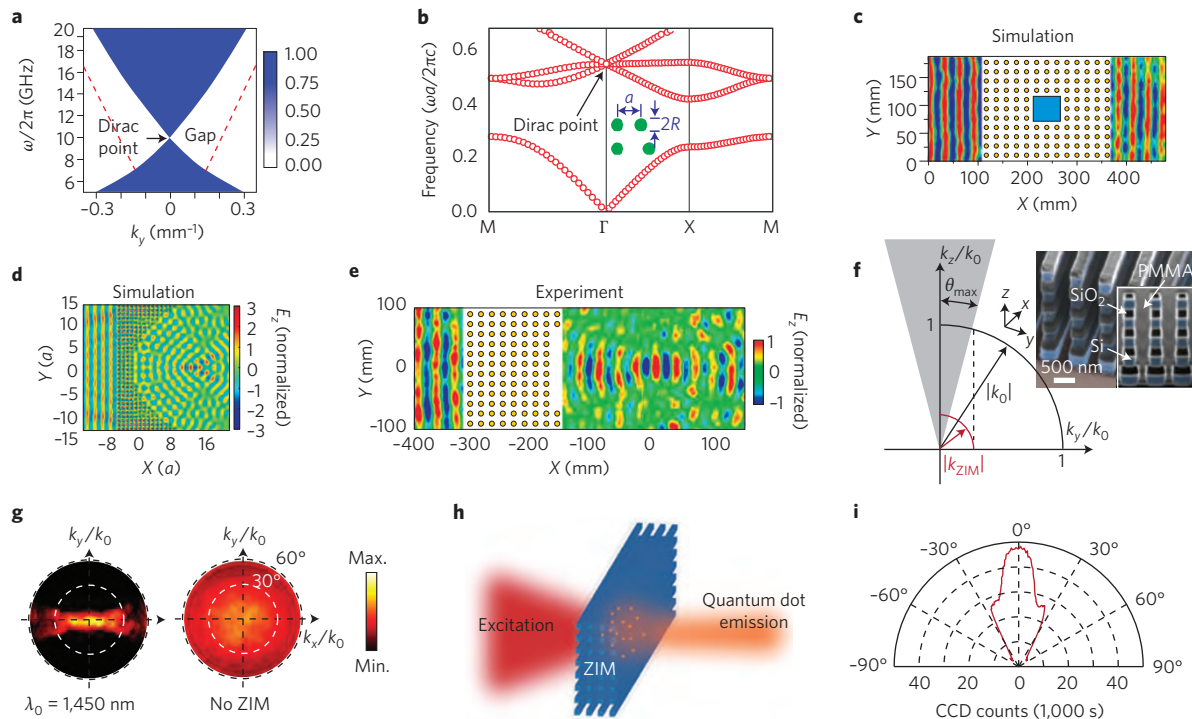 a
ω/2π (GHz)
20
18
16
14
12
10
8
6
Dirac
point
Gap
1.00
0.75
0.50
0.25
0.00
−0.3
0
0.3
k_y (mm⁻¹)
b
Frequency (ωa/2πc)
0.6
0.4
0.2
0.0
Dirac point
a
2R
M
Γ
X
M
c
Simulation
Y (mm)
150
100
50
0
0
100
200
300
400
X (mm)
d
Simulation
Y (a)
15
10
5
0
−5
−10
−15
−12
0
8
16
X (a)
3
2
1
0
−1
−2
−3
E_z (normalized)
e
Experiment
Y (mm)
100
0
−100
−400
−300
−200
−100
0
100
X (mm)
1
0
−1
E_z (normalized)
f
k_z/k_0
θ_max
1
z
x
y
|k_0|
|k_ZIM|
k_y/k_0
1
PMMA
SiO₂
Si
500 nm
g
k_y/k_0
k_y/k_0
60°
30°
k_x/k_0
Max.
Min.
λ₀ = 1,450 nm
No ZIM
h
Excitation
Quantum dot
emission
ZIM
i
0°
−30°
30°
−60°
60°
−90°
90°
40
20
0
20
40
CCD counts (1,000 s)